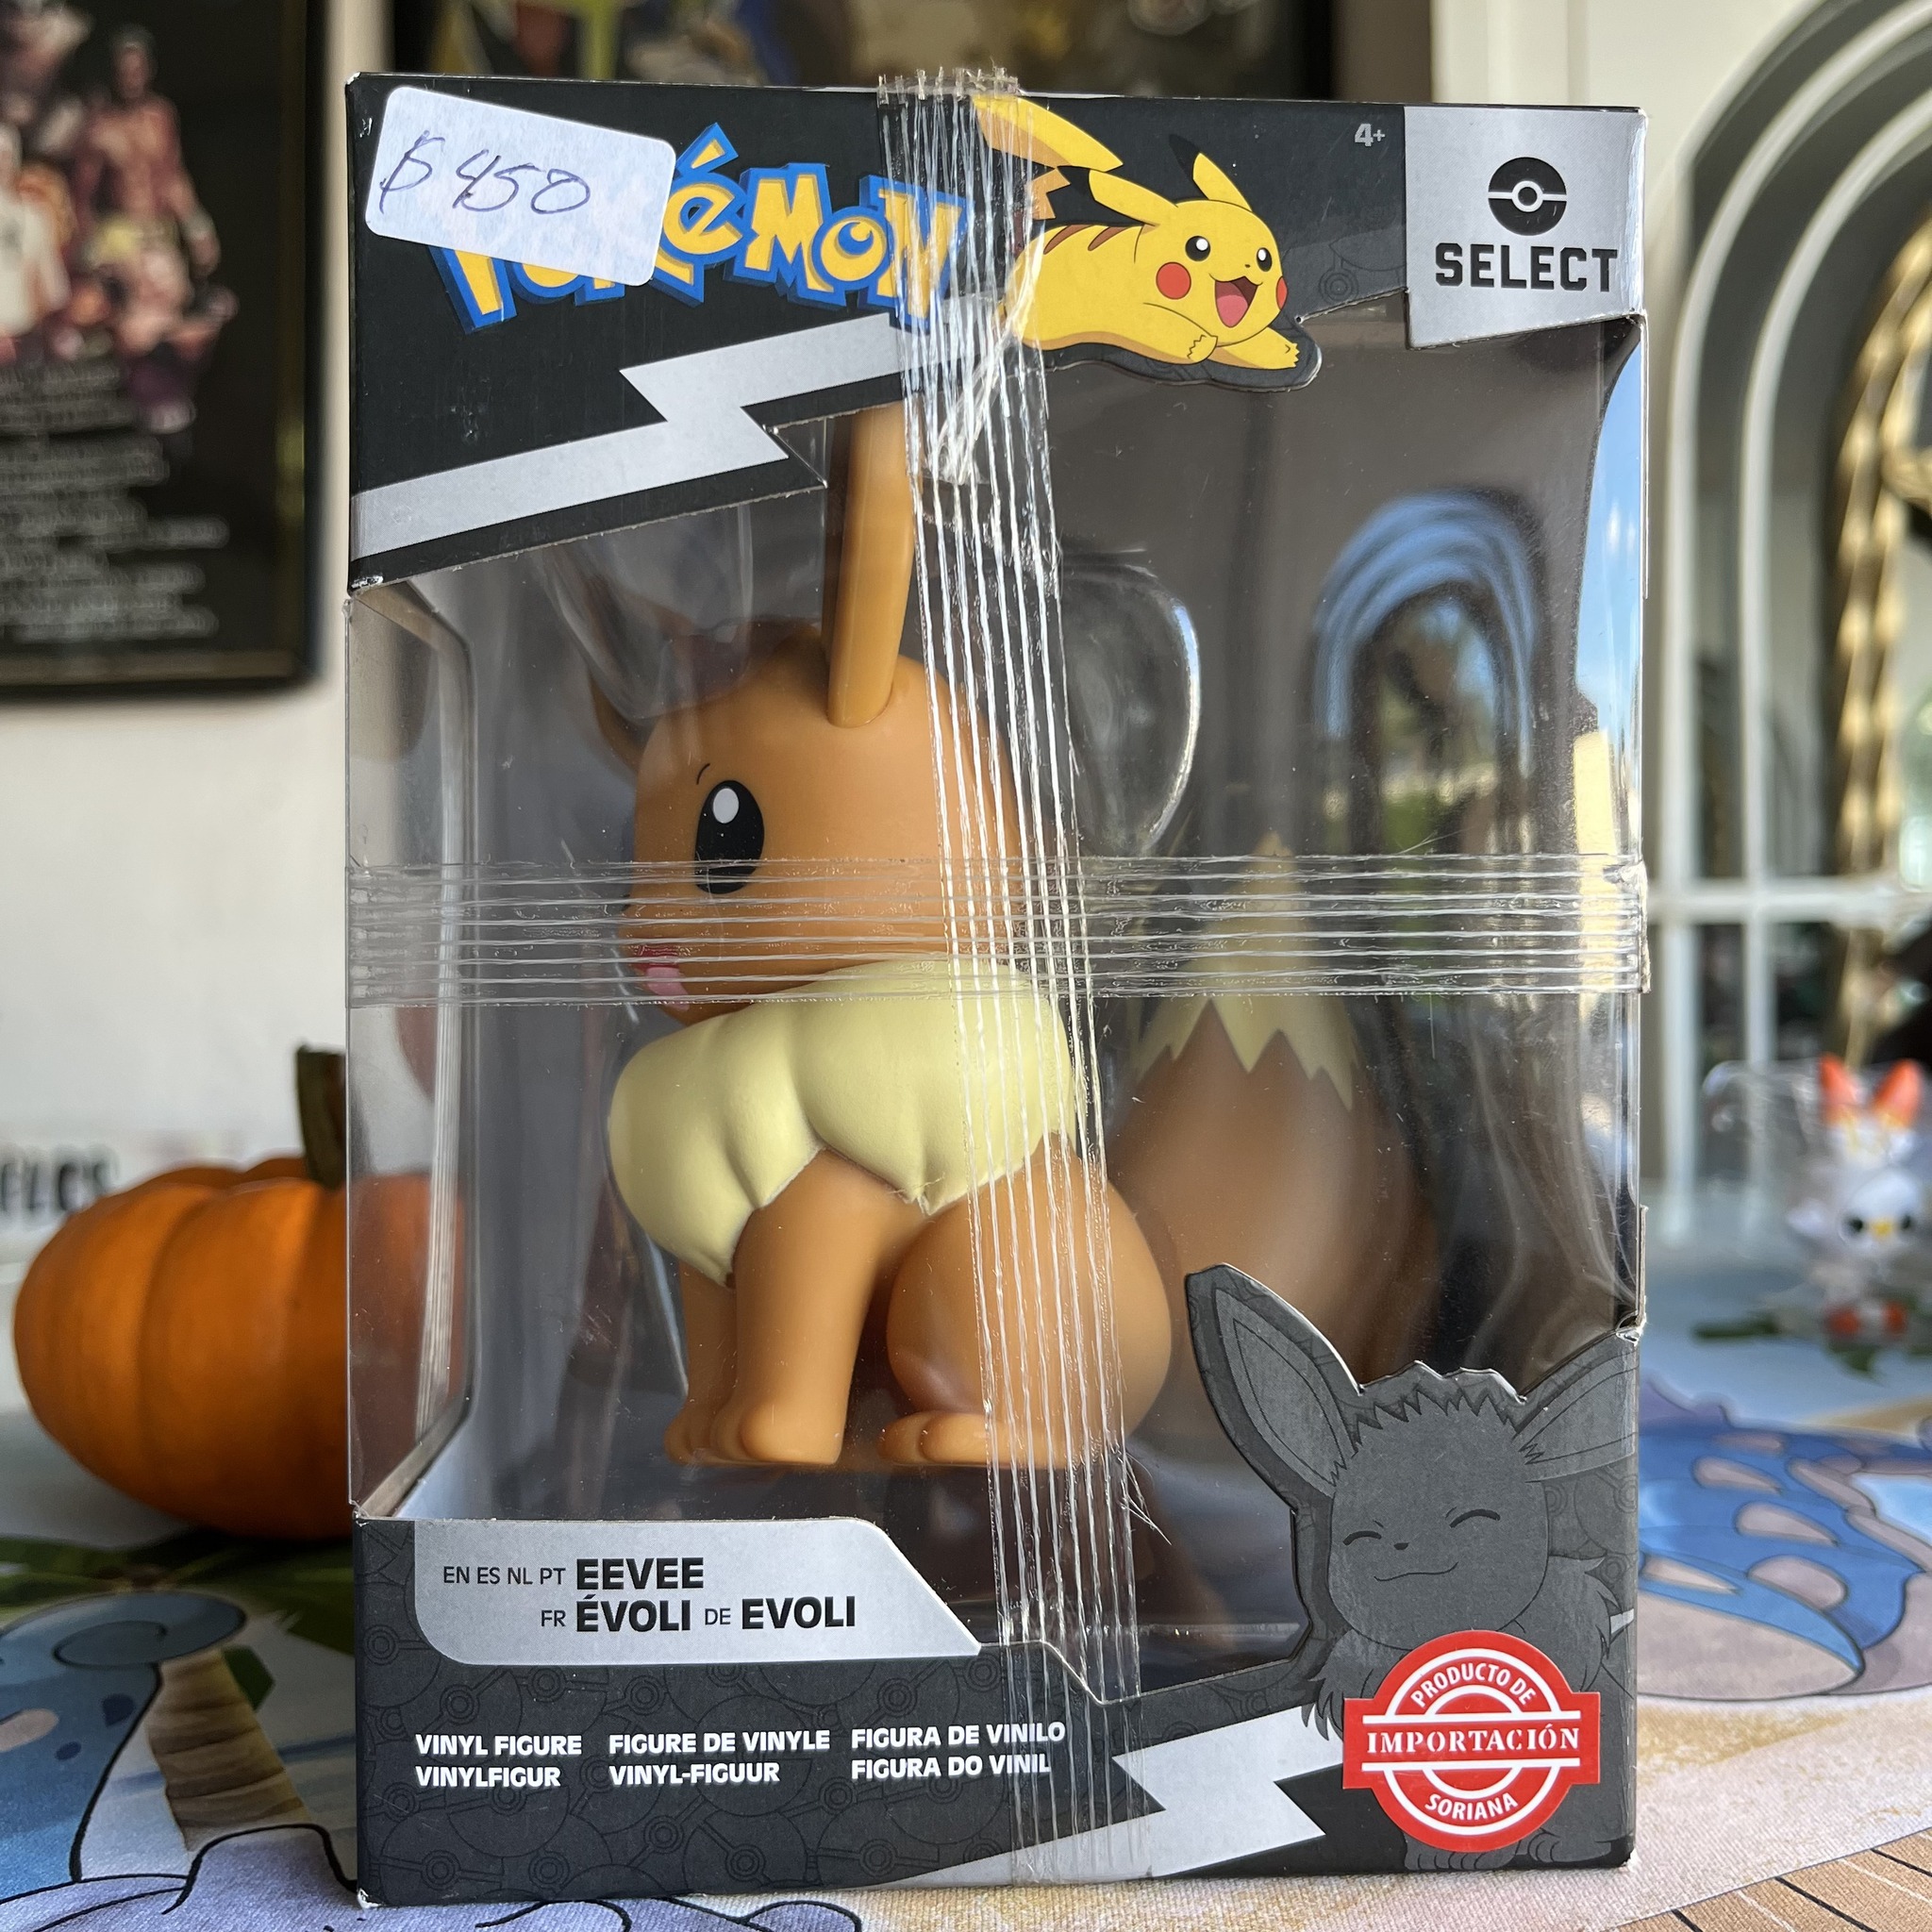 $450
Pokémon
4+
SELECT
EN ES NL PT EEVEE
FR ÉVOLI DE EVOLI
VINYL FIGURE FIGURE DE VINYLE FIGURA DE VINILO
VINYLFIGUR VINYL-FIGUUR FIGURA DO VINIL
PRODUCTO DE
IMPORTACIÓN
SORIANA